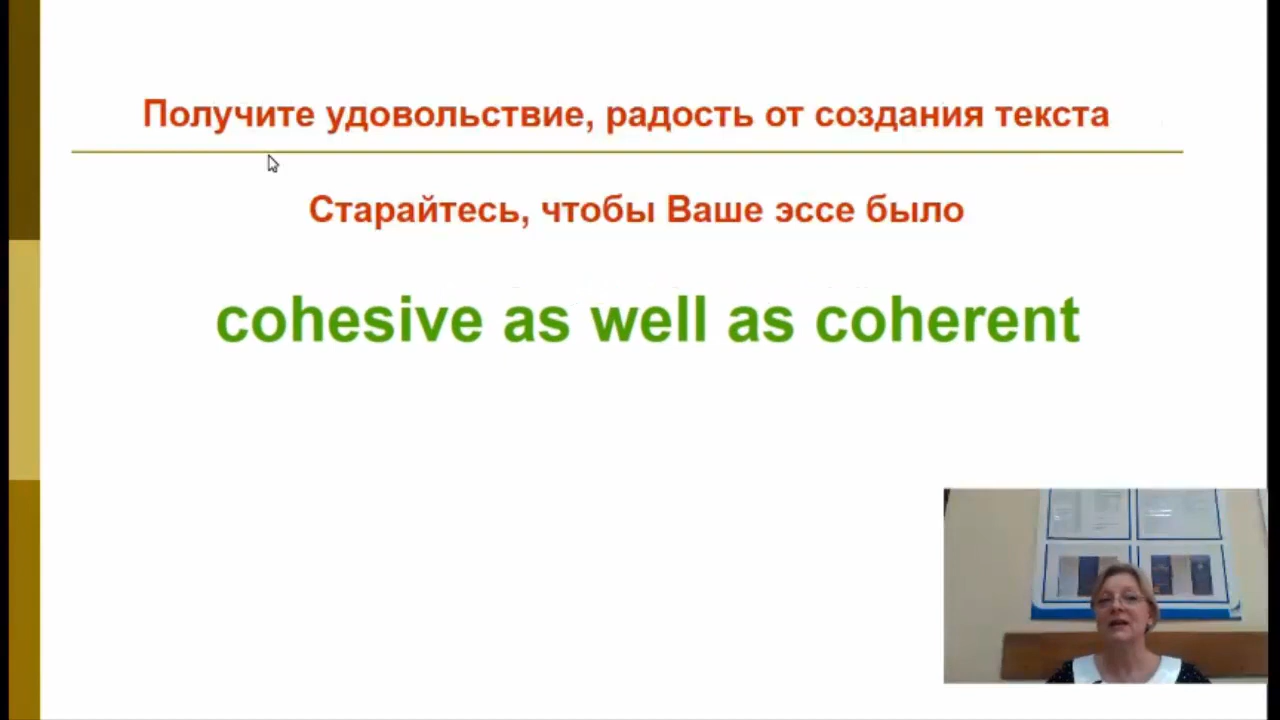 Получите удовольствие, радость от создания текста
Старайтесь, чтобы Ваше эссе было
cohesive as well as coherent